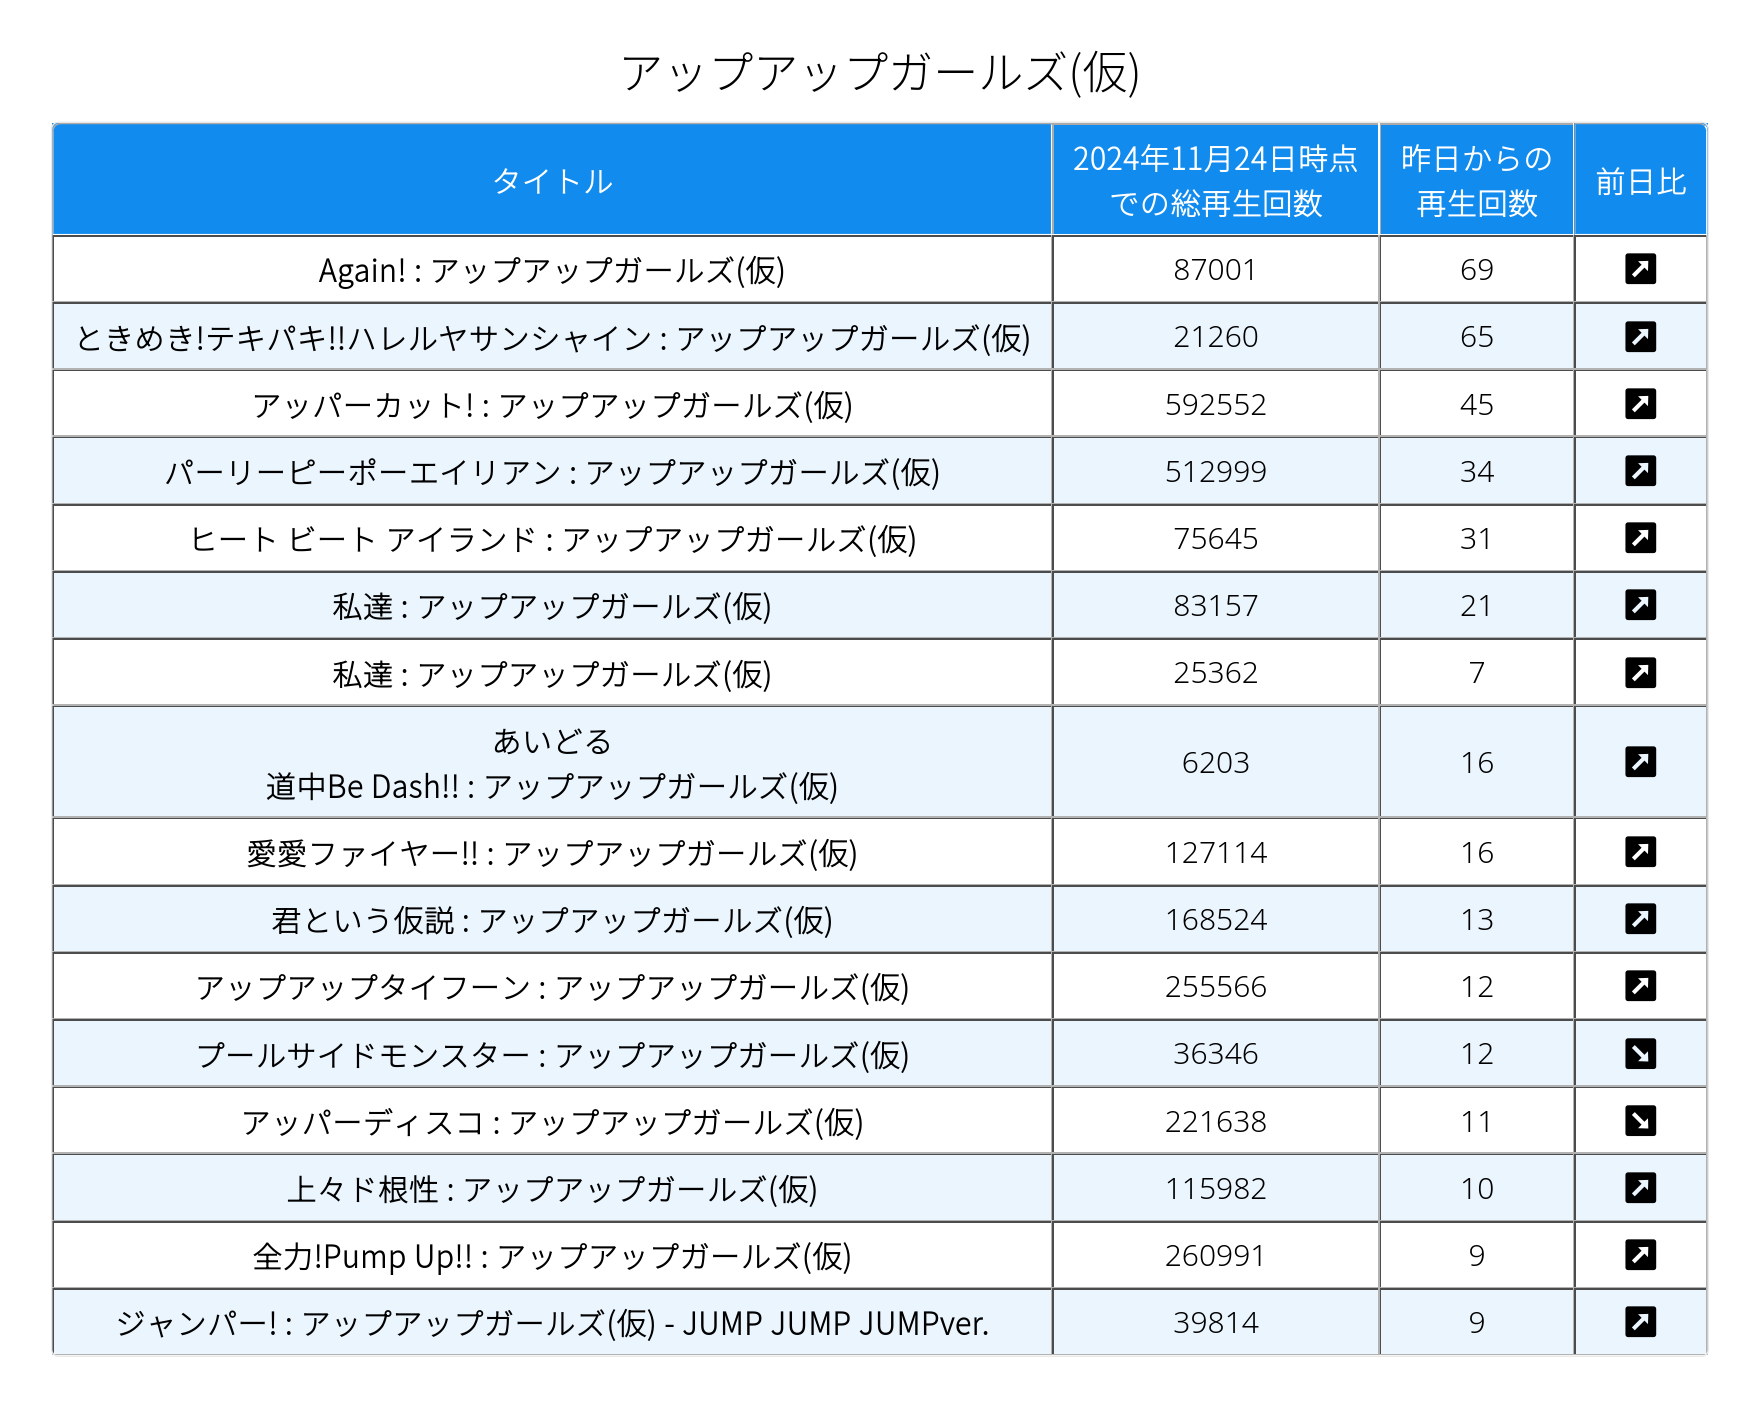 アップアップガールズ(仮)
タイトル
2024年11月24日時点
での総再生回数
昨日からの
再生回数
前日比
Again! : アップアップガールズ(仮) 87001 69
ときめき!テキパキ!!ハレルヤサンシャイン : アップアップガールズ(仮) 21260 65
アッパーカット! : アップアップガールズ(仮) 592552 45
パーリーピーポーエイリアン : アップアップガールズ(仮) 512999 34
ヒート ビート アイランド : アップアップガールズ(仮) 75645 31
私達 : アップアップガールズ(仮) 83157 21
私達 : アップアップガールズ(仮) 25362 7
あいどる
道中Be Dash!! : アップアップガールズ(仮) 6203 16
愛愛ファイヤー!! : アップアップガールズ(仮) 127114 16
君という仮説 : アップアップガールズ(仮) 168524 13
アップアップタイフーン : アップアップガールズ(仮) 255566 12
プールサイドモンスター : アップアップガールズ(仮) 36346 12
アッパーディスコ : アップアップガールズ(仮) 221638 11
上々ド根性 : アップアップガールズ(仮) 115982 10
全力!Pump Up!! : アップアップガールズ(仮) 260991 9
ジャンパー! : アップアップガールズ(仮) - JUMP JUMP JUMPver. 39814 9